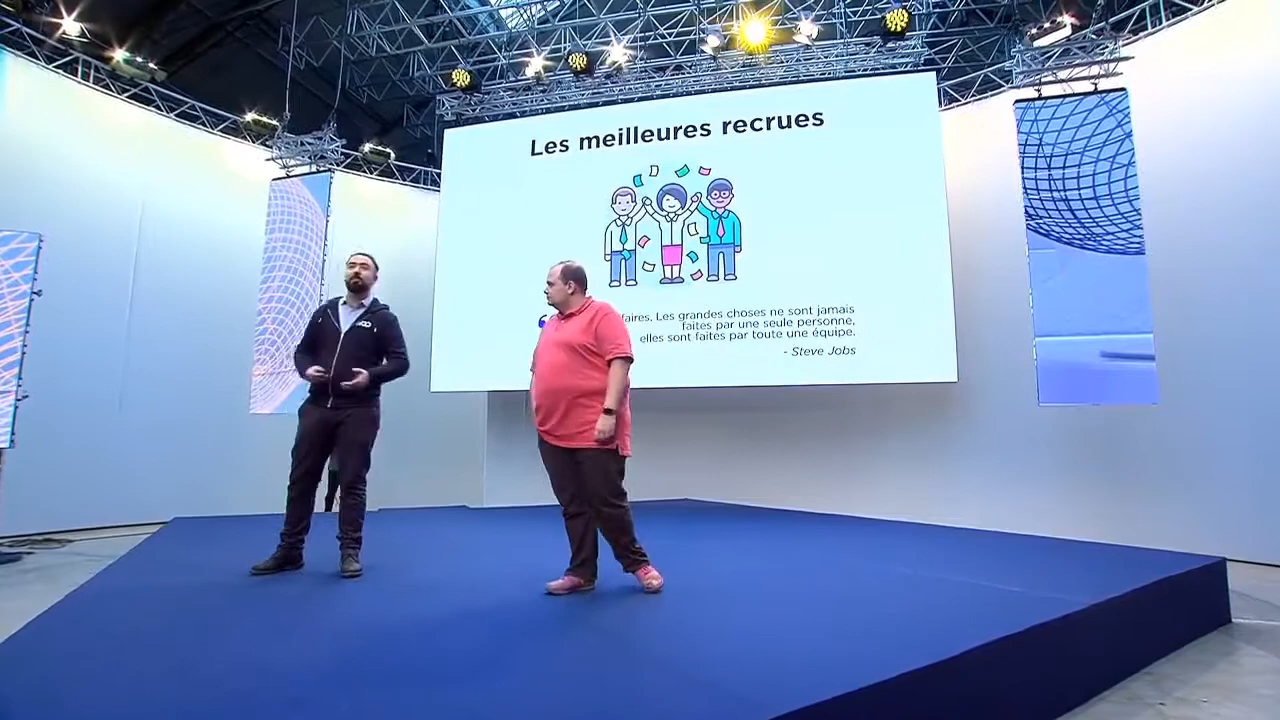 Les meilleures recrues
faires. Les grandes choses ne sont jamais
faites par une seule personne,
elles sont faites par toute une équipe.
- Steve Jobs